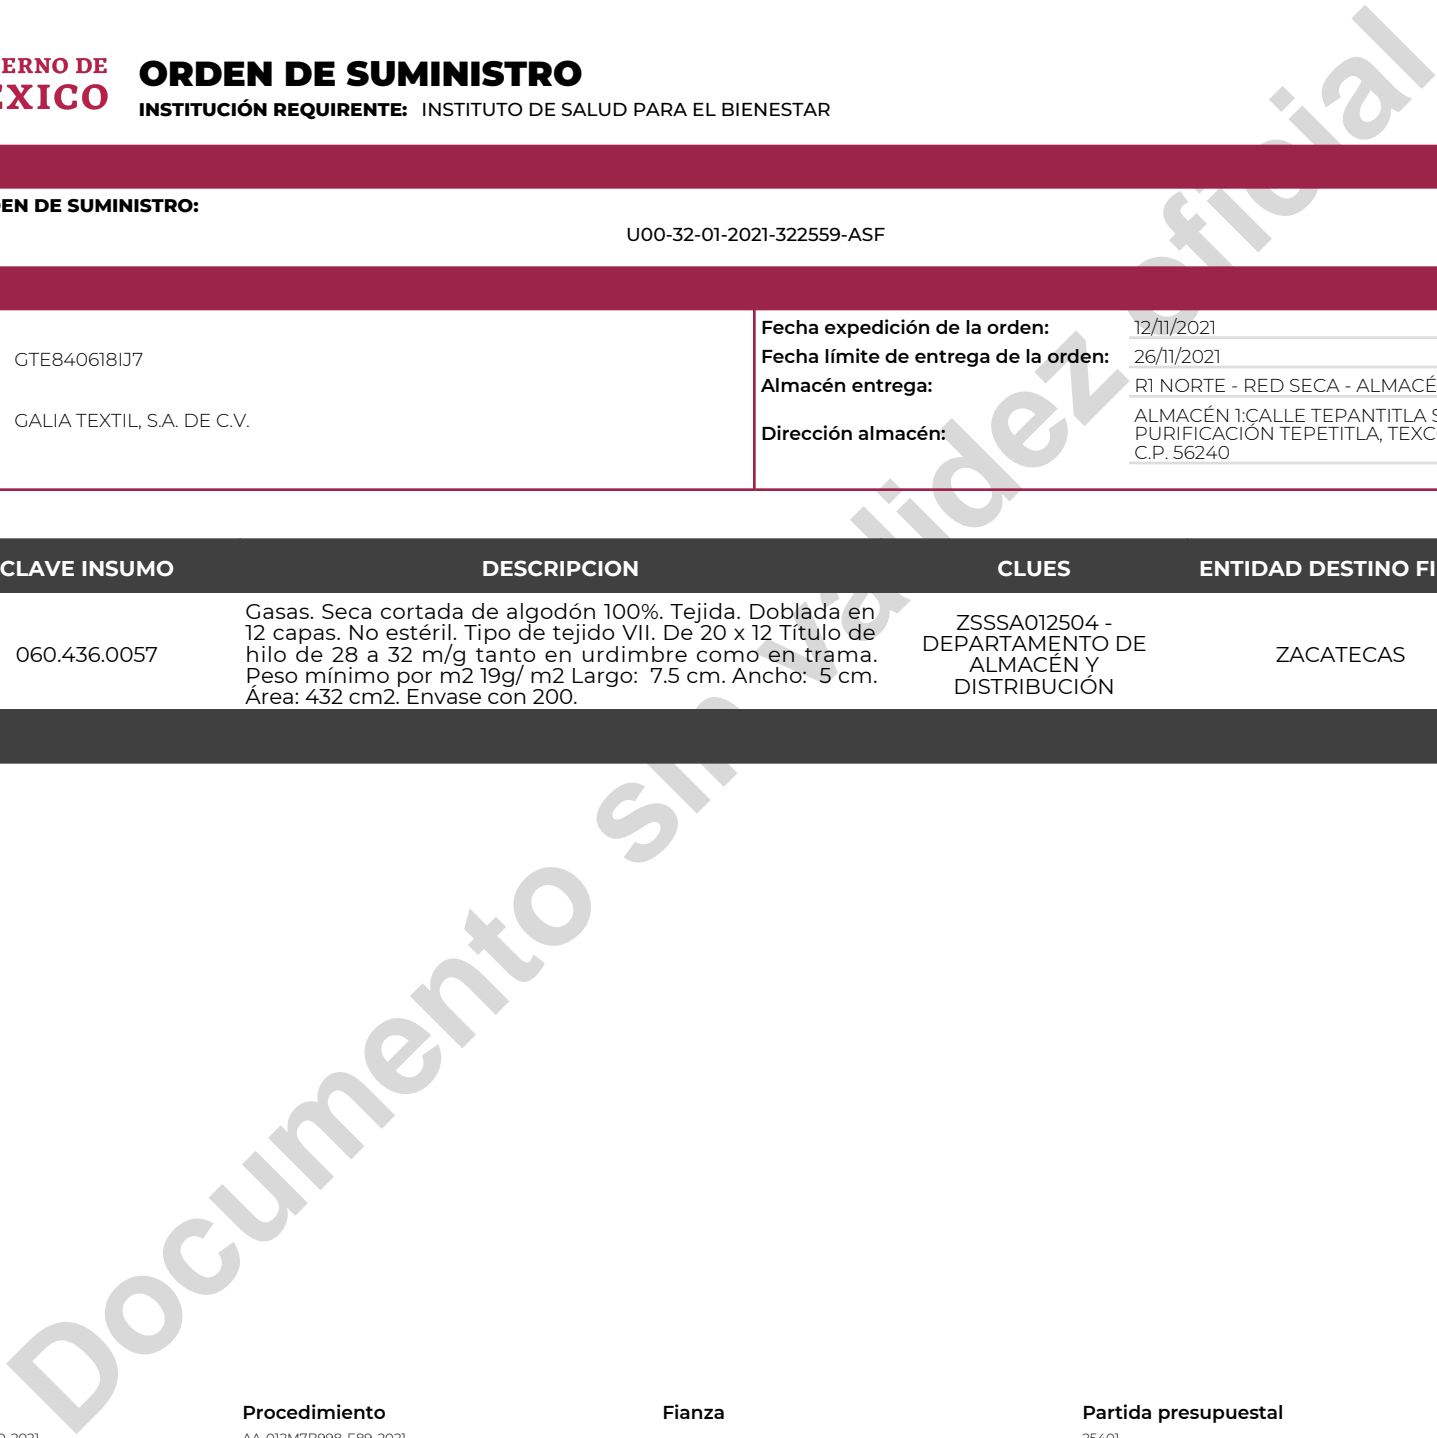 ERNO DE
EXICO
ORDEN DE SUMINISTRO
INSTITUCIÓN REQUIRENTE: INSTITUTO DE SALUD PARA EL BIENESTAR
EN DE SUMINISTRO:
U00-32-01-2021-322559-ASF
GTE840618IJ7
GALIA TEXTIL, S.A. DE C.V.
Fecha expedición de la orden: 12/11/2021
Fecha límite de entrega de la orden: 26/11/2021
Almacén entrega: R1 NORTE - RED SECA - ALMACÉ
Dirección almacén:
ALMACÉN 1:CALLE TEPANTITLA S
PURIFICACIÓN TEPETITLA, TEXC
C.P. 56240
CLAVE INSUMO DESCRIPCION CLUES ENTIDAD DESTINO FI
060.436.0057
Gasas. Seca cortada de algodón 100%. Tejida. Doblada en
12 capas. No estéril. Tipo de tejido VII. De 20 x 12 Título de
hilo de 28 a 32 m/g tanto en urdimbre como en trama.
Peso mínimo por m2 19g/ m2 Largo: 7.5 cm. Ancho: 5 cm.
Área: 432 cm2. Envase con 200.
ZSSSA012504 -
DEPARTAMENTO DE
ALMACÉN Y
DISTRIBUCIÓN
ZACATECAS
Documento sin validez oficial
Procedimiento Fianza Partida presupuestal